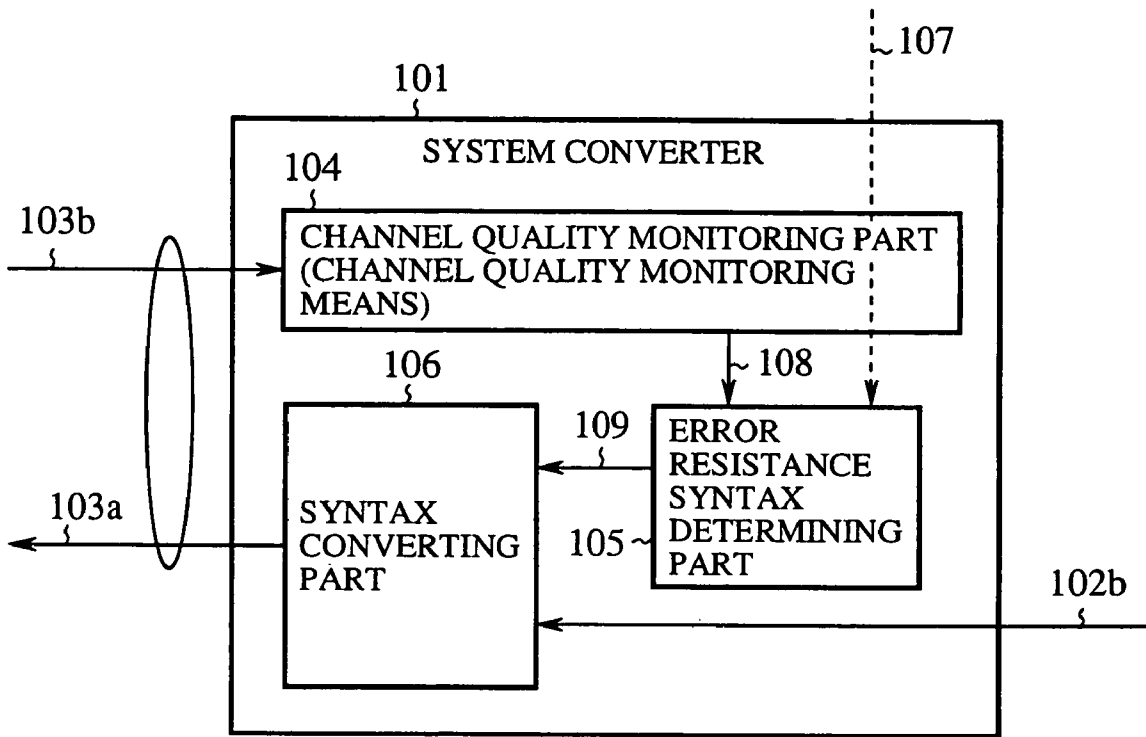 107
101
SYSTEM CONVERTER
104
103b
CHANNEL QUALITY MONITORING PART
(CHANNEL QUALITY MONITORING
MEANS)
108
106
109
ERROR
RESISTANCE
SYNTAX
DETERMINING
PART
105
103a
SYNTAX
CONVERTING
PART
102b